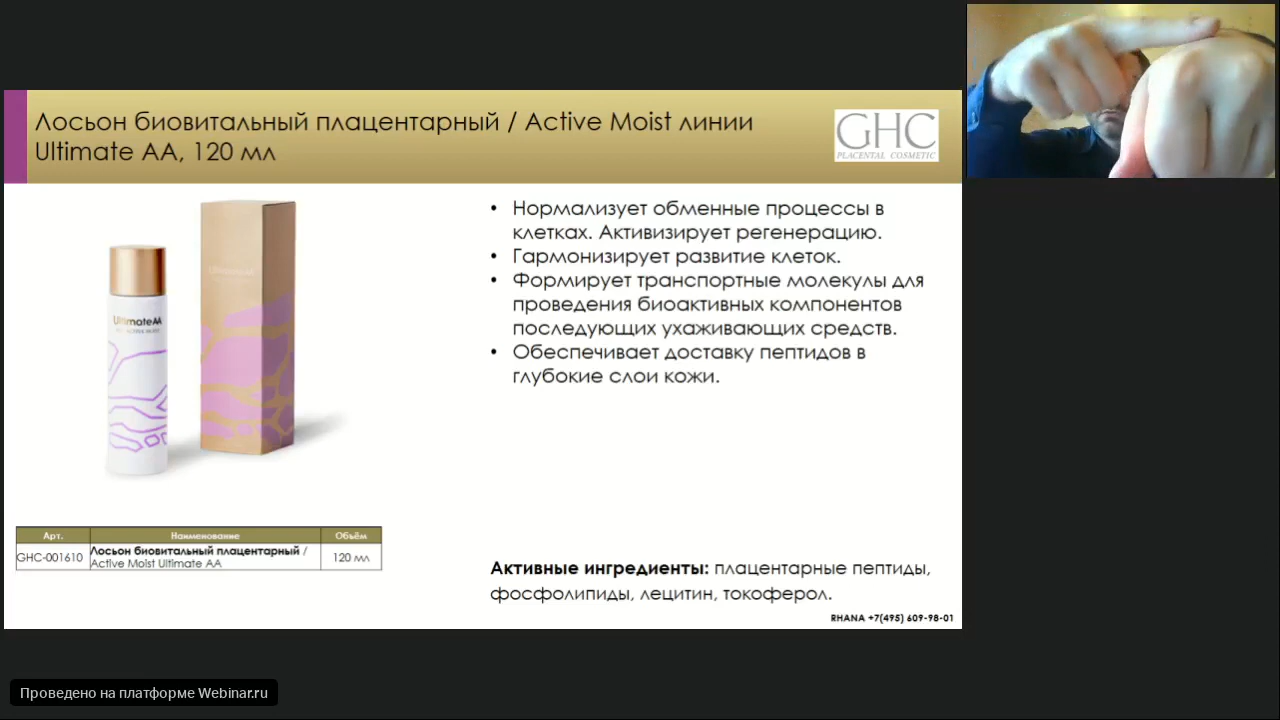 Лосьон биовитальный плацентарный / Active Moist линии
Ultimate AA, 120 мл
GHC
PLACENTAL COSMETIC
• Нормализует обменные процессы в
клетках. Активизирует регенерацию.
• Гармонизирует развитие клеток.
• Формирует транспортные молекулы для
проведения биоактивных компонентов
последующих ухаживающих средств.
• Обеспечивает доставку пептидов в
глубокие слои кожи.
UltimateAA
Арт. Наименование Объём
GHC-001610 Лосьон биовитальный плацентарный / 120 мл
Active Moist Ultimate AA
Активные ингредиенты: плацентарные пептиды,
фосфолипиды, лецитин, токоферол.
RHANA +7(495) 609-98-01
Проведено на платформе Webinar.ru